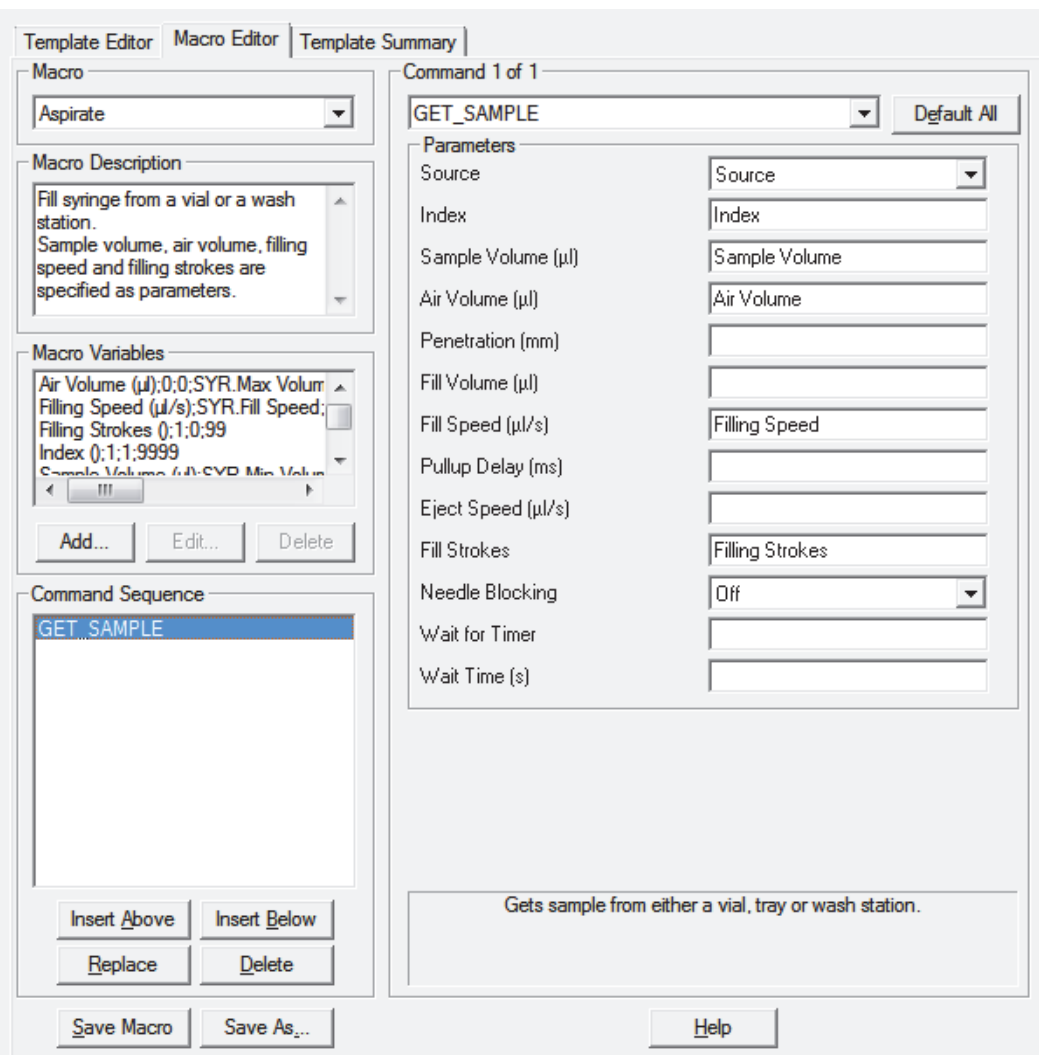 Template Editor
Macro Editor
Template Summary
Macro
Aspirate
Macro Description
Fill syringe from a vial or a wash
station.
Sample volume, air volume, filling
speed and filling strokes are
specified as parameters.
Macro Variables
Air Volume (µl);0;0;SYR.Max Volum
Filling Speed (µl/s);SYR.Fill Speed;
Filling Strokes ();1;0;99
Index ();1;1;9999
Sample Volume (µl);SYR.Min Volum
Add...
Edit...
Delete
Command Sequence
GET_SAMPLE
Insert Above
Insert Below
Replace
Delete
Save Macro
Save As...
Command 1 of 1
GET_SAMPLE
Default All
Parameters
Source Source
Index Index
Sample Volume (µl) Sample Volume
Air Volume (µl) Air Volume
Penetration (mm)
Fill Volume (µl)
Fill Speed (µl/s) Filling Speed
Pullup Delay (ms)
Eject Speed (µl/s)
Fill Strokes Filling Strokes
Needle Blocking Off
Wait for Timer
Wait Time (s)
Gets sample from either a vial, tray or wash station.
Help